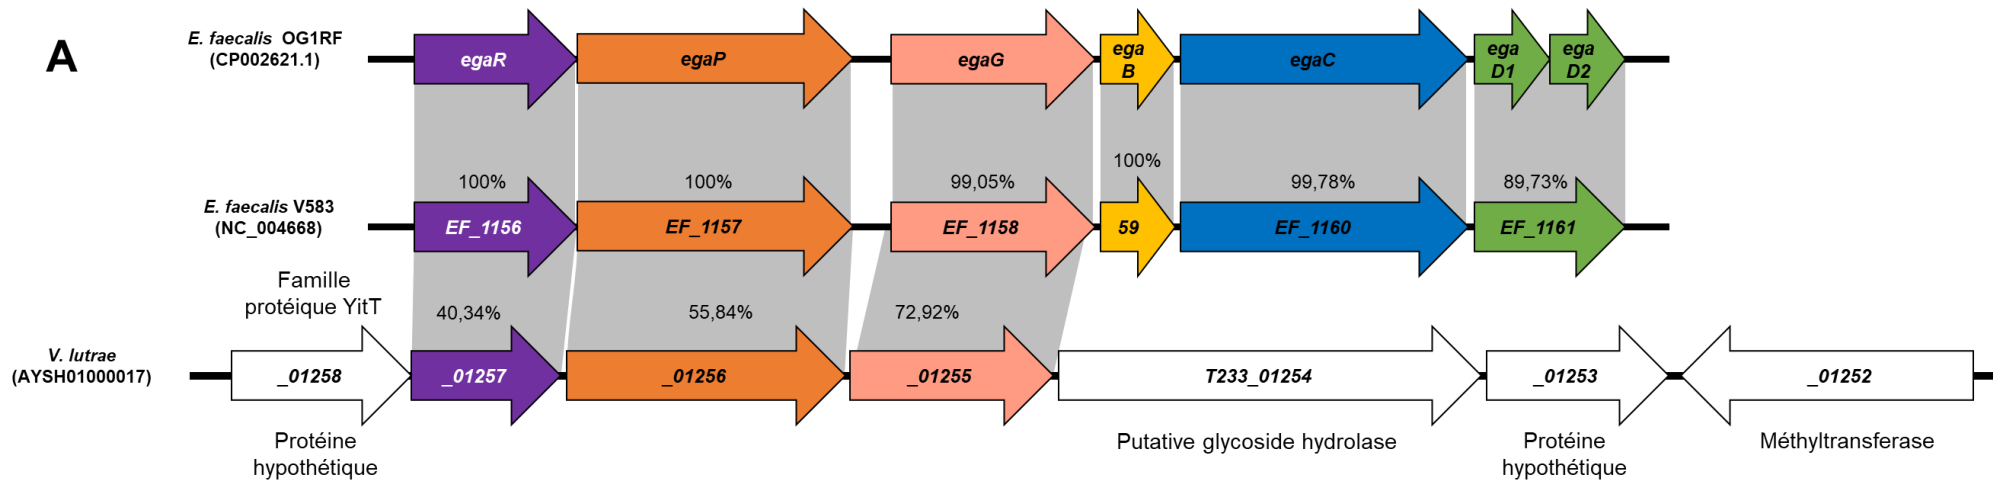 A
E. faecalis OG1RF
(CP002621.1)
egaR
egaP
egaG
ega
B
egaC
ega
D1
ega
D2
100%
100%
99,05%
100%
99,78%
89,73%
E. faecalis V583
(NC_004668)
EF_1156
EF_1157
EF_1158
59
EF_1160
EF_1161
Famille
protéique YitT
40,34%
55,84%
72,92%
V. lutrae
(AYSH01000017)
_01258
_01257
_01256
_01255
T233_01254
_01253
_01252
Protéine
hypothétique
Putative glycoside hydrolase
Protéine
hypothétique
Méthyltransferase